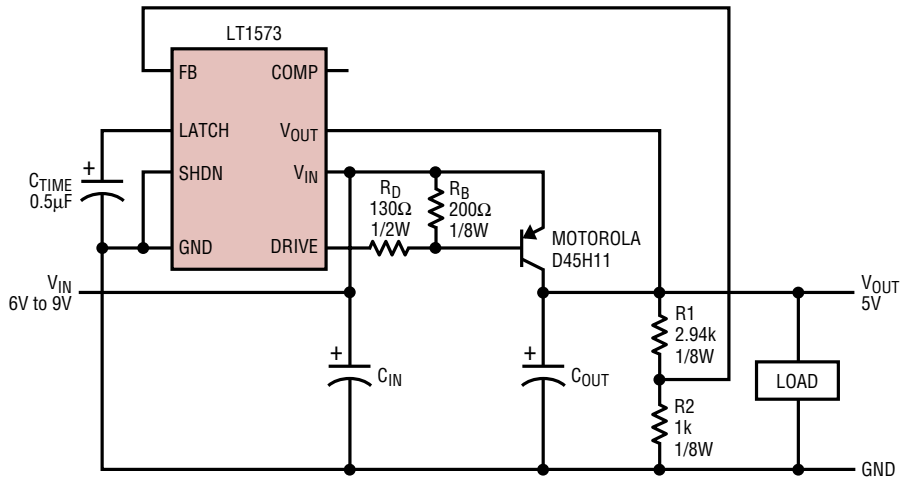 LT1573
FB
COMP
LATCH
VOUT
SHDN
VIN
GND
DRIVE
+
CTIME
0.5µF
RD
130Ω
1/2W
RB
200Ω
1/8W
MOTOROLA
D45H11
VIN
6V to 9V
VOUT
5V
+
CIN
+
COUT
R1
2.94k
1/8W
R2
1k
1/8W
LOAD
GND